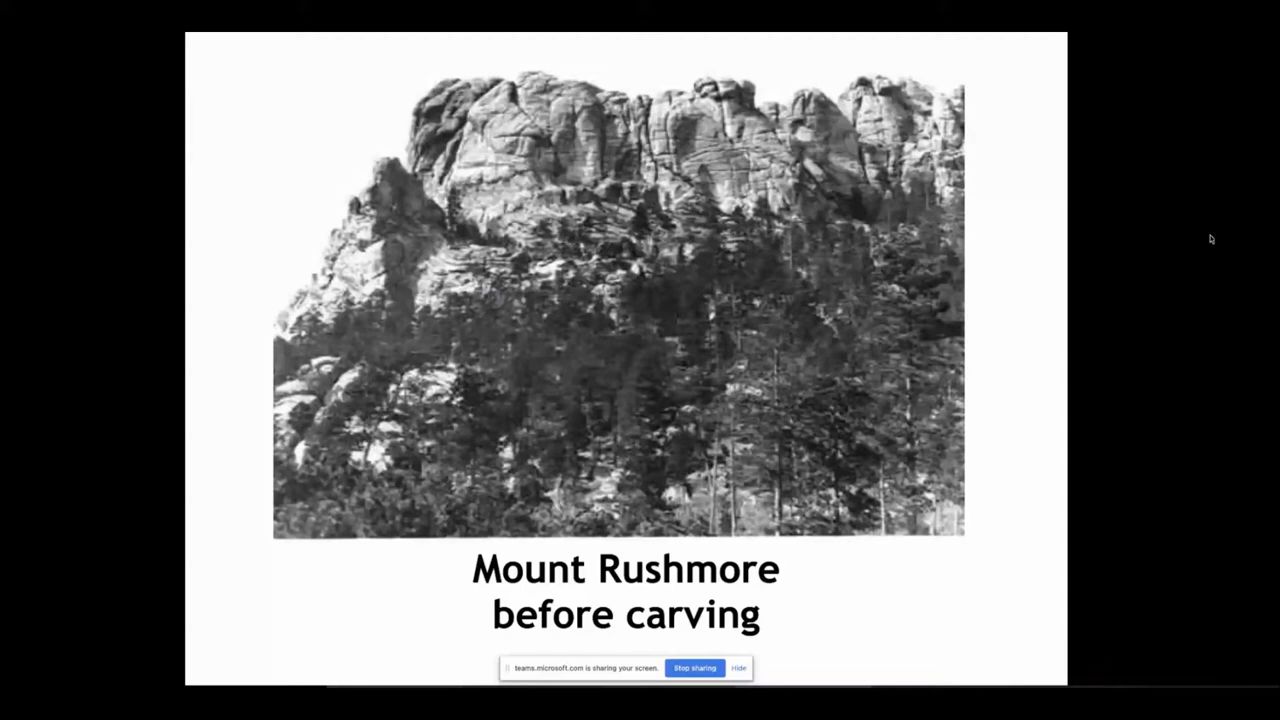 Mount Rushmore
before carving
teams.microsoft.com is sharing your screen. Stop sharing Hide